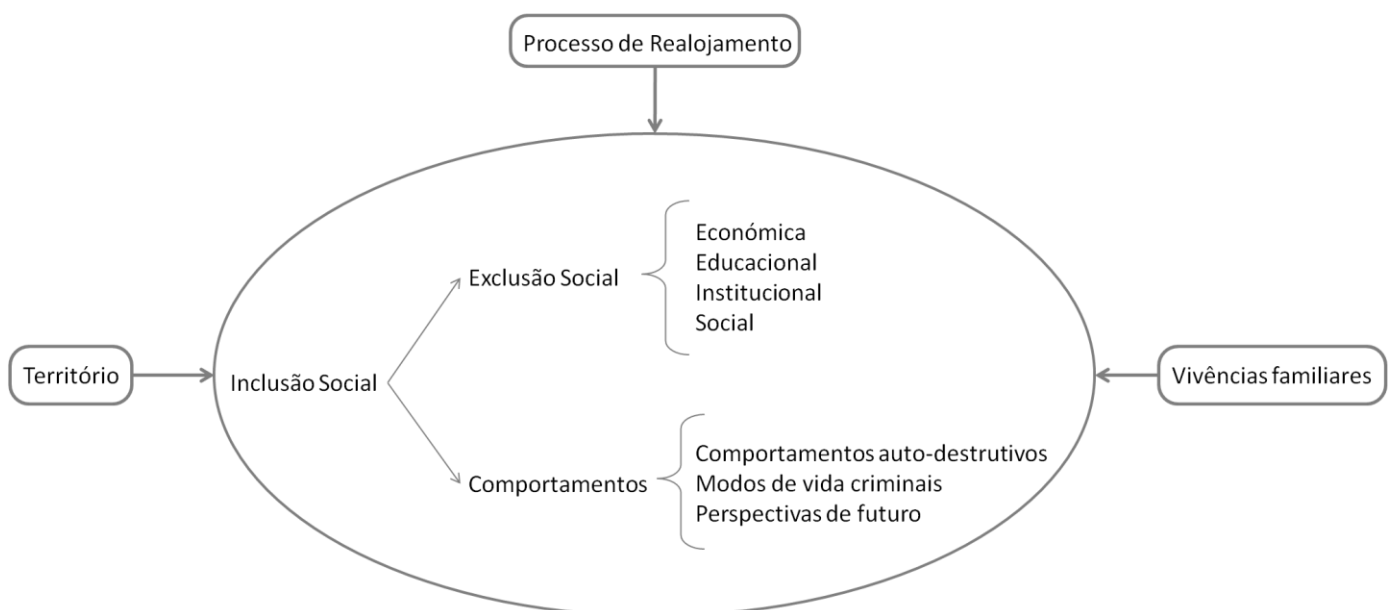 Processo de Realojamento
Exclusão Social
Económica
Educacional
Institucional
Social
Território
Inclusão Social
Vivências familiares
Comportamentos
Comportamentos auto-destrutivos
Modos de vida criminais
Perspectivas de futuro